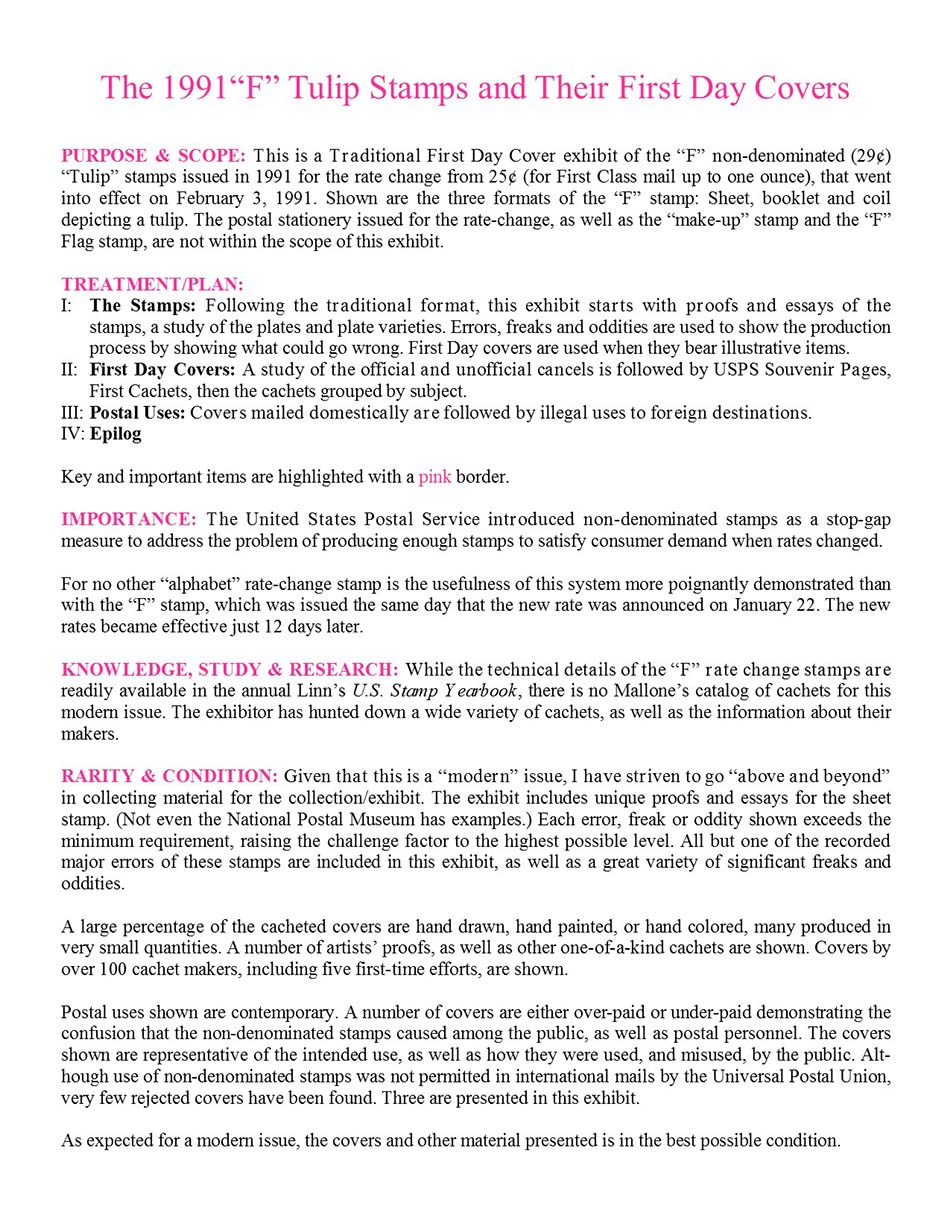 The 1991“F” Tulip Stamps and Their First Day Covers
PURPOSE & SCOPE: This is a Traditional First Day Cover exhibit of the “F” non-denominated (29¢)
“Tulip” stamps issued in 1991 for the rate change from 25¢ (for First Class mail up to one ounce), that went
into effect on February 3, 1991. Shown are the three formats of the “F” stamp: Sheet, booklet and coil
depicting a tulip. The postal stationery issued for the rate-change, as well as the “make-up” stamp and the “F”
Flag stamp, are not within the scope of this exhibit.
TREATMENT/PLAN:
I: The Stamps: Following the traditional format, this exhibit starts with proofs and essays of the
stamps, a study of the plates and plate varieties. Errors, freaks and oddities are used to show the production
process by showing what could go wrong. First Day covers are used when they bear illustrative items.
II: First Day Covers: A study of the official and unofficial cancels is followed by USPS Souvenir Pages,
First Cachets, then the cachets grouped by subject.
III: Postal Uses: Covers mailed domestically are followed by illegal uses to foreign destinations.
IV: Epilog
Key and important items are highlighted with a pink border.
IMPORTANCE: The United States Postal Service introduced non-denominated stamps as a stop-gap
measure to address the problem of producing enough stamps to satisfy consumer demand when rates changed.
For no other “alphabet” rate-change stamp is the usefulness of this system more poignantly demonstrated than
with the “F” stamp, which was issued the same day that the new rate was announced on January 22. The new
rates became effective just 12 days later.
KNOWLEDGE, STUDY & RESEARCH: While the technical details of the “F” rate change stamps are
readily available in the annual Linn’s U.S. Stamp Yearbook, there is no Mallone’s catalog of cachets for this
modern issue. The exhibitor has hunted down a wide variety of cachets, as well as the information about their
makers.
RARITY & CONDITION: Given that this is a “modern” issue, I have striven to go “above and beyond”
in collecting material for the collection/exhibit. The exhibit includes unique proofs and essays for the sheet
stamp. (Not even the National Postal Museum has examples.) Each error, freak or oddity shown exceeds the
minimum requirement, raising the challenge factor to the highest possible level. All but one of the recorded
major errors of these stamps are included in this exhibit, as well as a great variety of significant freaks and
oddities.
A large percentage of the cacheted covers are hand drawn, hand painted, or hand colored, many produced in
very small quantities. A number of artists’ proofs, as well as other one-of-a-kind cachets are shown. Covers by
over 100 cachet makers, including five first-time efforts, are shown.
Postal uses shown are contemporary. A number of covers are either over-paid or under-paid demonstrating the
confusion that the non-denominated stamps caused among the public, as well as postal personnel. The covers
shown are representative of the intended use, as well as how they were used, and misused, by the public. Alt-
hough use of non-denominated stamps was not permitted in international mails by the Universal Postal Union,
very few rejected covers have been found. Three are presented in this exhibit.
As expected for a modern issue, the covers and other material presented is in the best possible condition.